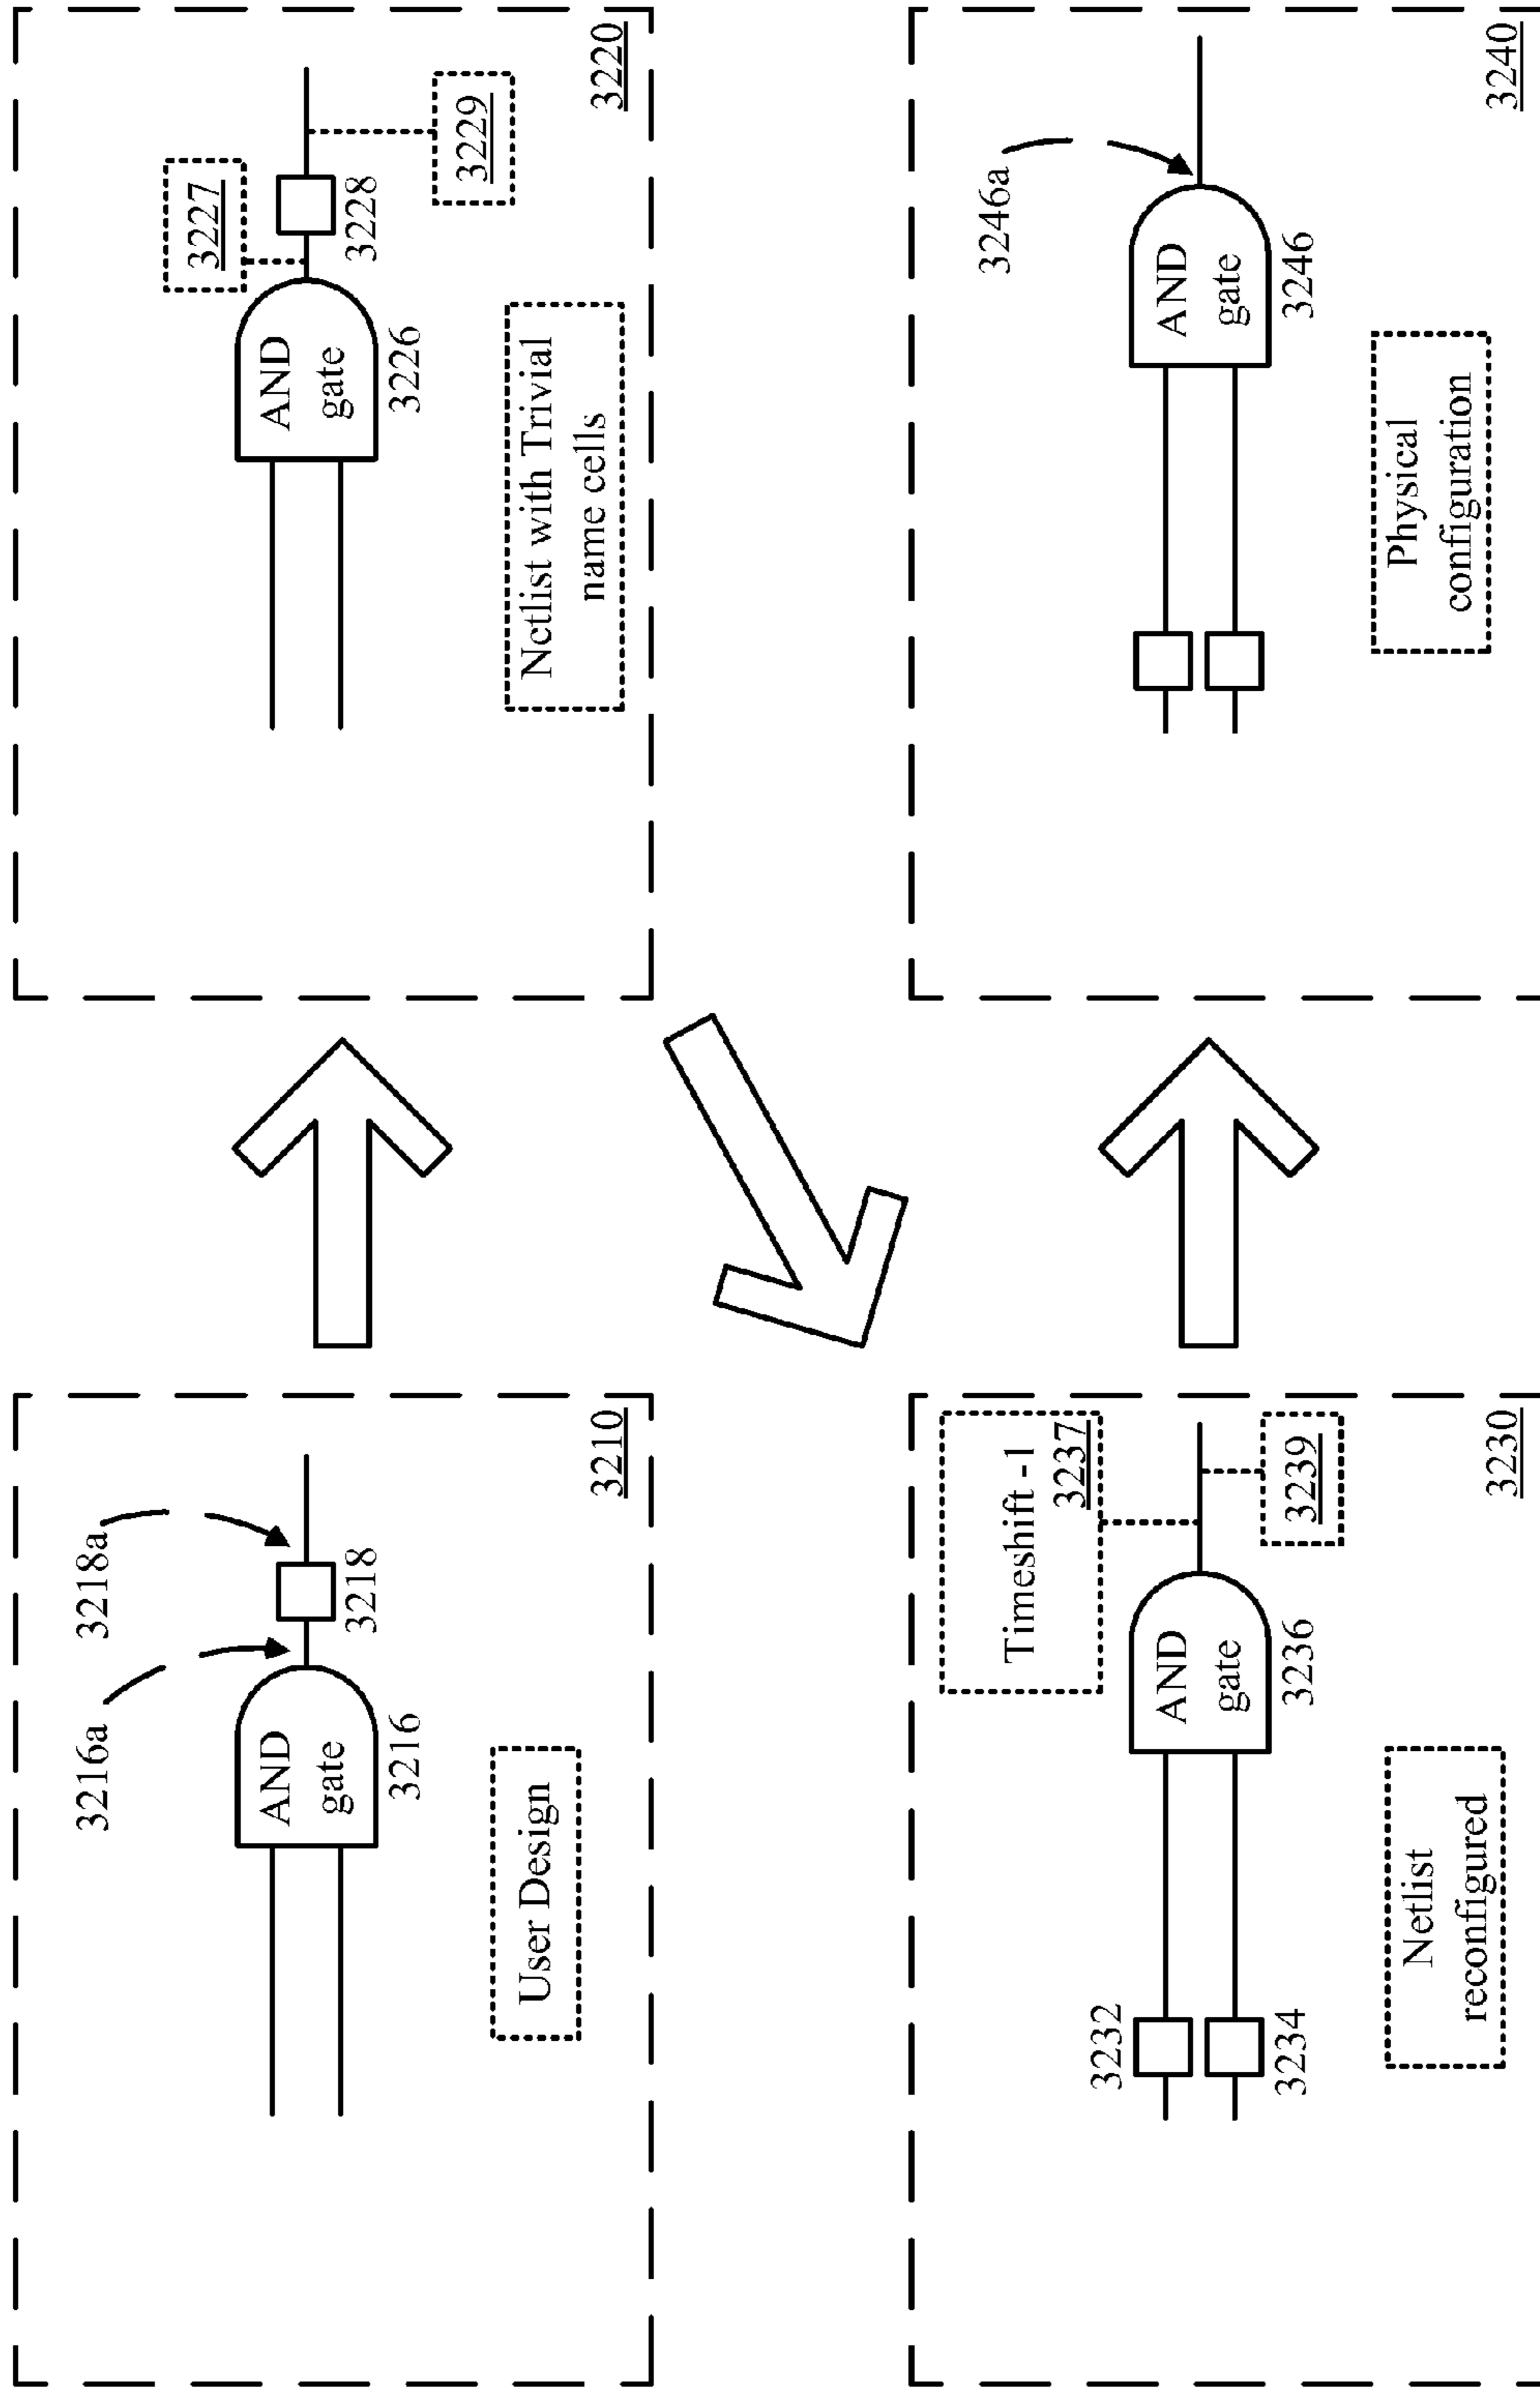 3216a
3218a
AND
gate
3216
3218
User Design
3210
3227
AND
gate
3226
3228
3229
Netlist with Trivial
name cells
3220
3232
3234
AND
gate
3236
Timeshift -1
3237
3239
Netlist
reconfigured
3230
3246a
AND
gate
3246
Physical
configuration
3240